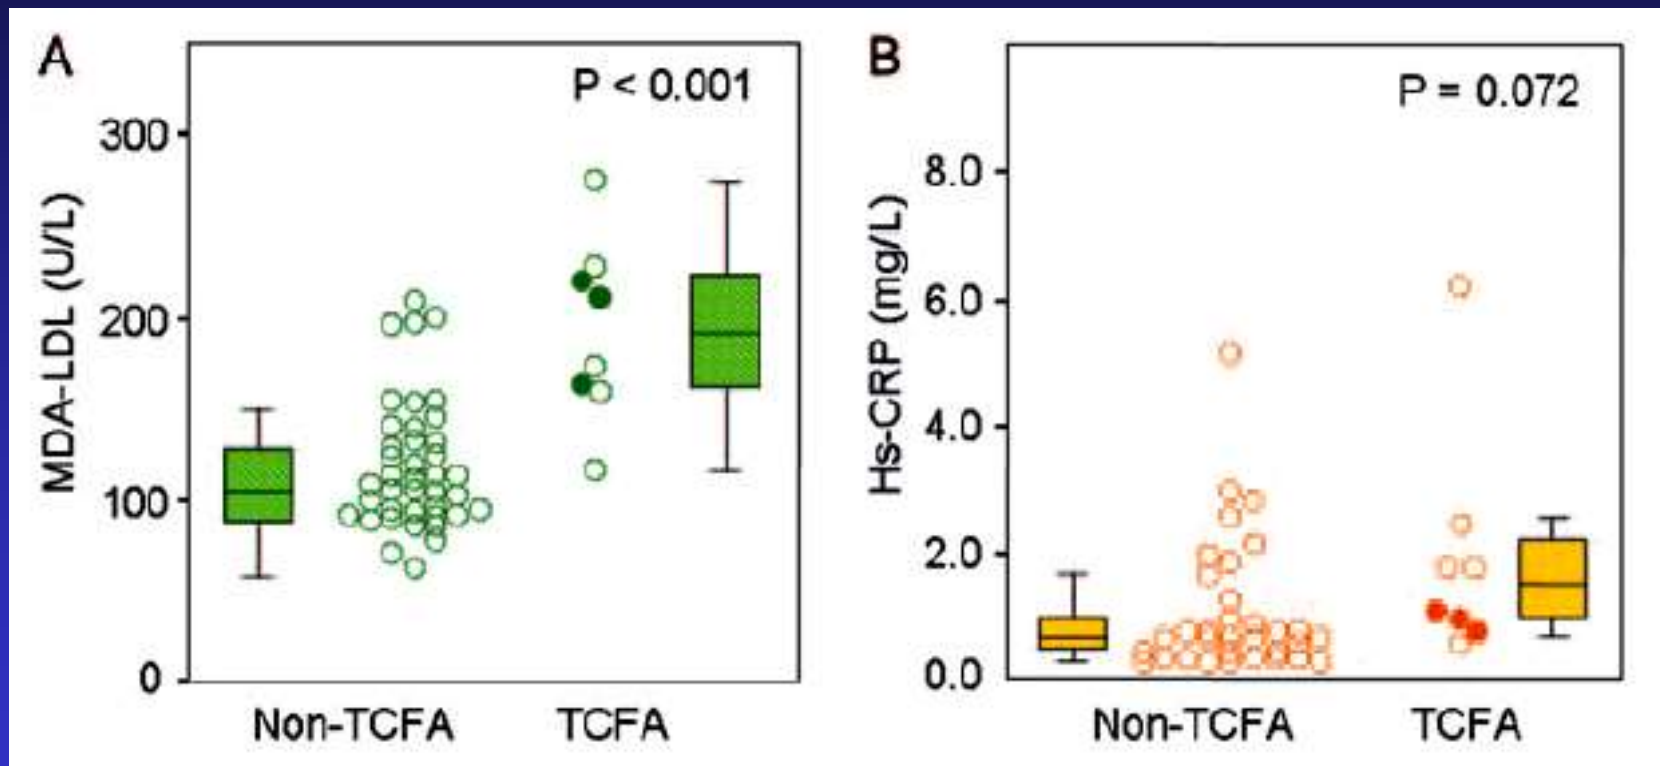 A
P < 0.001
MDA-LDL (U/L)
300
200
100
0
Non-TCFA
TCFA
B
P = 0.072
Hs-CRP (mg/L)
8.0
6.0
4.0
2.0
0.0
Non-TCFA
TCFA